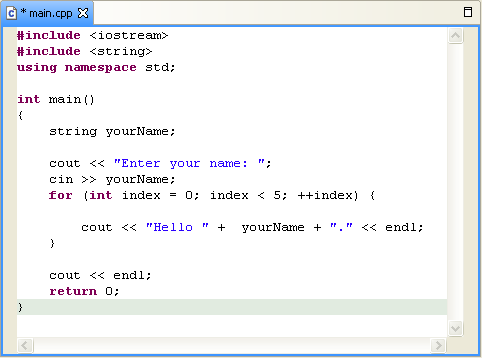 * main.cpp
#include <iostream>
#include <string>
using namespace std;

int main()
{
    string yourName;

    cout << "Enter your name: ";
    cin >> yourName;
    for (int index = 0; index < 5; ++index) {

        cout << "Hello " +  yourName + "." << endl;
    }

    cout << endl;
    return 0;
}